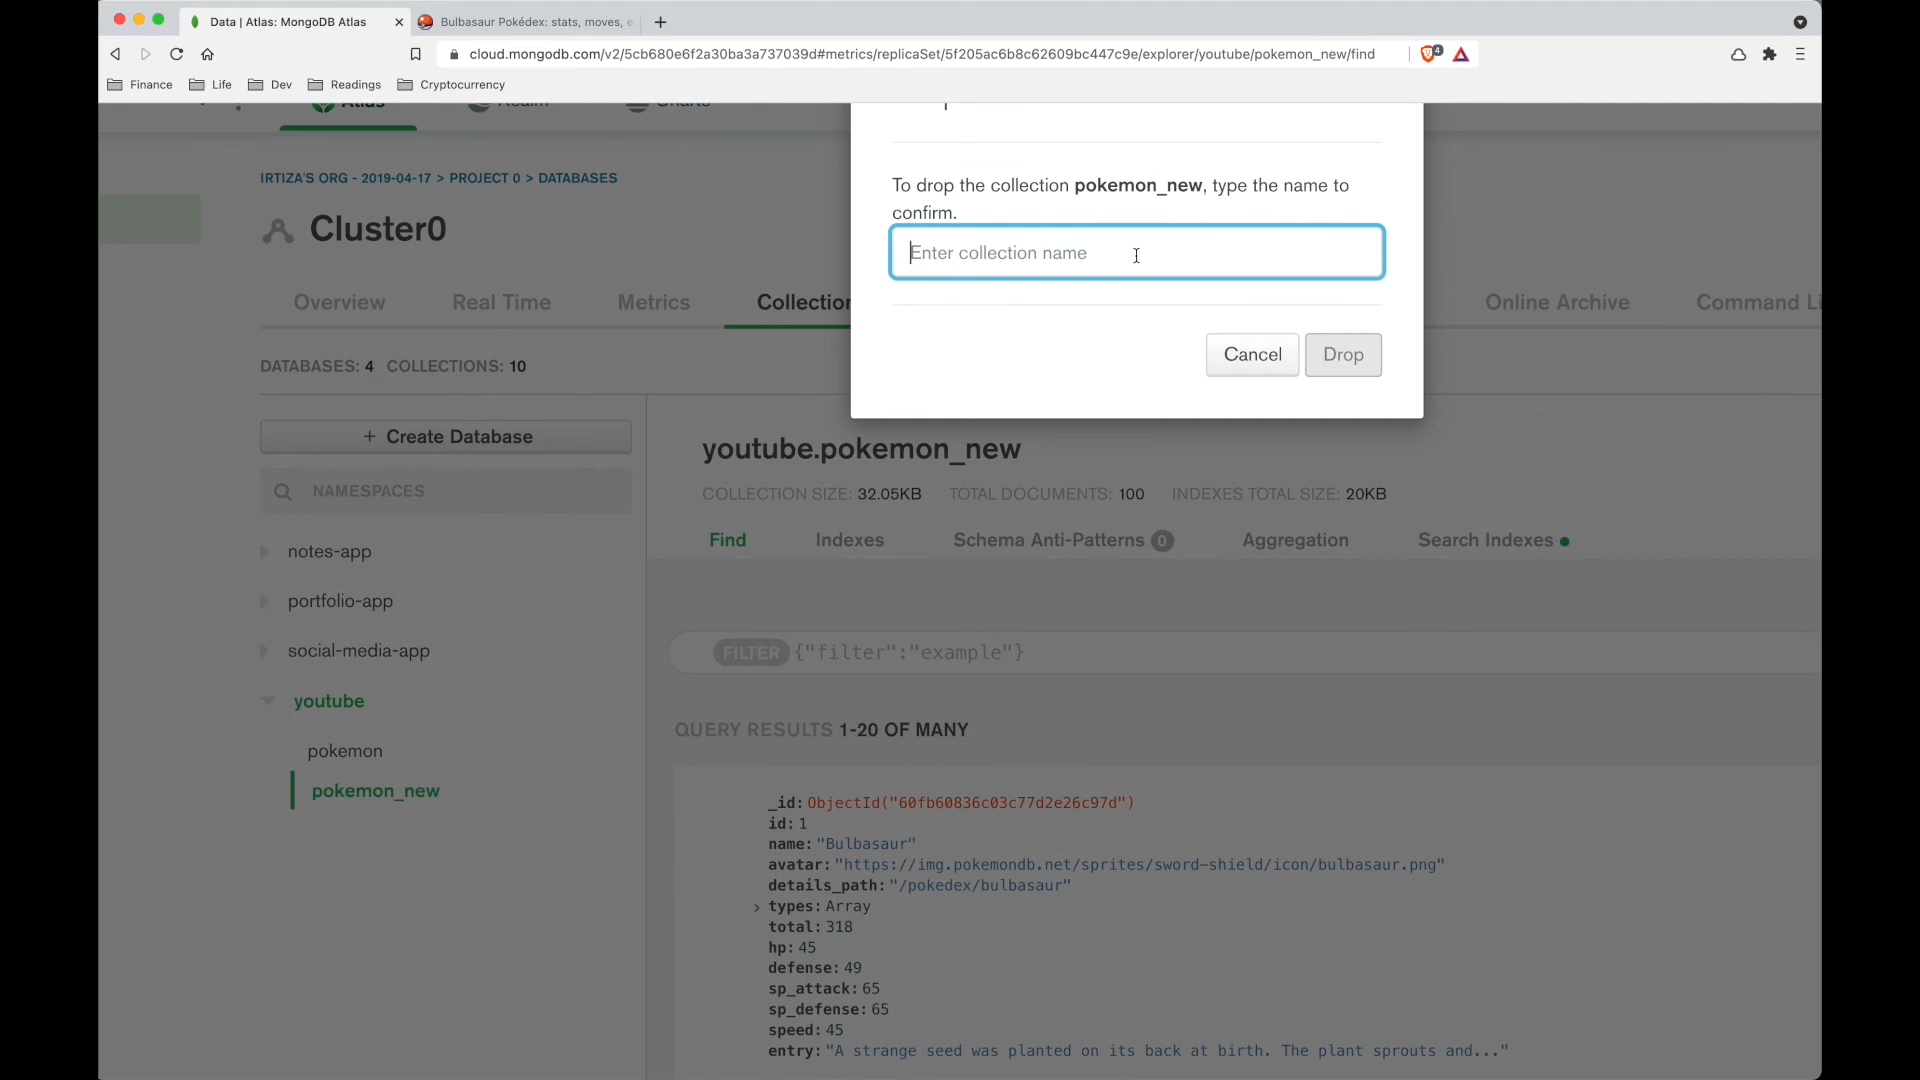 Data | Atlas: MongoDB Atlas
Bulbasaur Pokédex: stats, moves, e
cloud.mongodb.com/v2/5cb680e6f2a30ba3a737039d#metrics/replicaSet/5f205ac6b8c62609bc447c9e/explorer/youtube/pokemon_new/find
4
Finance Life Dev Readings Cryptocurrency
Atlas Realm Charts
IRTIZA'S ORG - 2019-04-17 > PROJECT 0 > DATABASES
To drop the collection pokemon_new, type the name to
confirm.
Enter collection name
Cancel Drop
Cluster0
Overview Real Time Metrics Collection Online Archive Command Li
DATABASES: 4 COLLECTIONS: 10
+ Create Database
NAMESPACES
notes-app
portfolio-app
social-media-app
youtube
pokemon
pokemon_new
youtube.pokemon_new
COLLECTION SIZE: 32.05KB TOTAL DOCUMENTS: 100 INDEXES TOTAL SIZE: 20KB
Find Indexes Schema Anti-Patterns 0 Aggregation Search Indexes
FILTER {"filter":"example"}
QUERY RESULTS 1-20 OF MANY
_id: ObjectId("60fb60836c03c77d2e26c97d")
id: 1
name: "Bulbasaur"
avatar: "https://img.pokemondb.net/sprites/sword-shield/icon/bulbasaur.png"
details_path: "/pokedex/bulbasaur"
> types: Array
total: 318
hp: 45
defense: 49
sp_attack: 65
sp_defense: 65
speed: 45
entry: "A strange seed was planted on its back at birth. The plant sprouts and..."